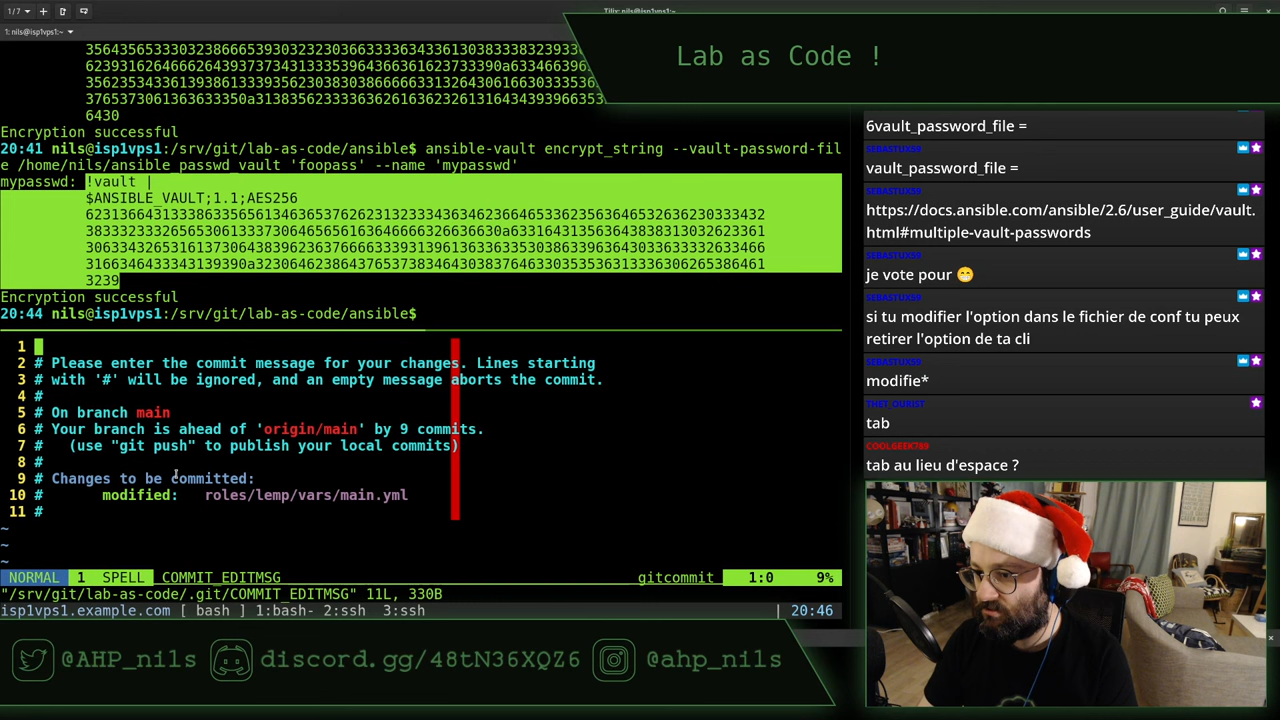 1/7
Tilix: nils@isp1vps1:~
1: nils@isp1vps1:~
Lab as Code !
6239316264666264393737343133353964366361623733390a633466396
6430
Encryption successful
20:41 nils@isp1vps1:/srv/git/lab-as-code/ansible$ ansible-vault encrypt_string --vault-password-fil
e /home/nils/ansible_passwd_vault 'foopass' --name 'mypasswd'
mypasswd: !vault |
$ANSIBLE_VAULT;1.1;AES256
3239
Encryption successful
20:44 nils@isp1vps1:/srv/git/lab-as-code/ansible$
1
2 # Please enter the commit message for your changes. Lines starting
3 # with '#' will be ignored, and an empty message aborts the commit.
4 #
5 # On branch main
6 # Your branch is ahead of 'origin/main' by 9 commits.
7 #   (use "git push" to publish your local commits)
8 #
9 # Changes to be committed:
10 #       modified:   roles/lemp/vars/main.yml
11 #
~
~
~
NORMAL 1 SPELL COMMIT_EDITMSG gitcommit 1:0 9%
"/srv/git/lab-as-code/.git/COMMIT_EDITMSG" 11L, 330B
isp1vps1.example.com [ bash ] 1:bash- 2:ssh 3:ssh | 20:46
6vault_password_file =
SEBASTUX59
vault_password_file =
SEBASTUX59
https://docs.ansible.com/ansible/2.6/user_guide/vault.
html#multiple-vault-passwords
SEBASTUX59
je vote pour 😁
SEBASTUX59
si tu modifier l'option dans le fichier de conf tu peux
retirer l'option de ta cli
SEBASTUX59
modifie*
THET_OURIST
tab
COOLGEEK789
tab au lieu d'espace ?
@AHP_nils
discord.gg/48tN36XQZ6
@ahp_nils